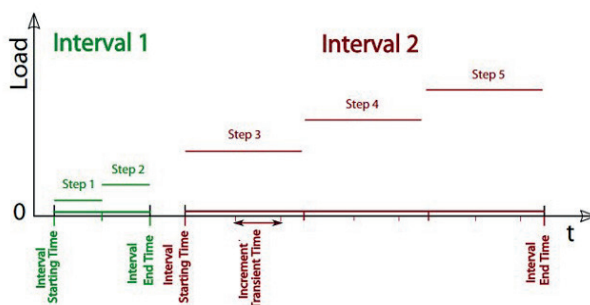 Load
Interval 1
Interval 2
Step 1
Step 2
Step 3
Step 4
Step 5
0
t
Interval
Starting Time
Interval
End Time
Interval
Starting Time
Increment
Transient Time
Interval
End Time